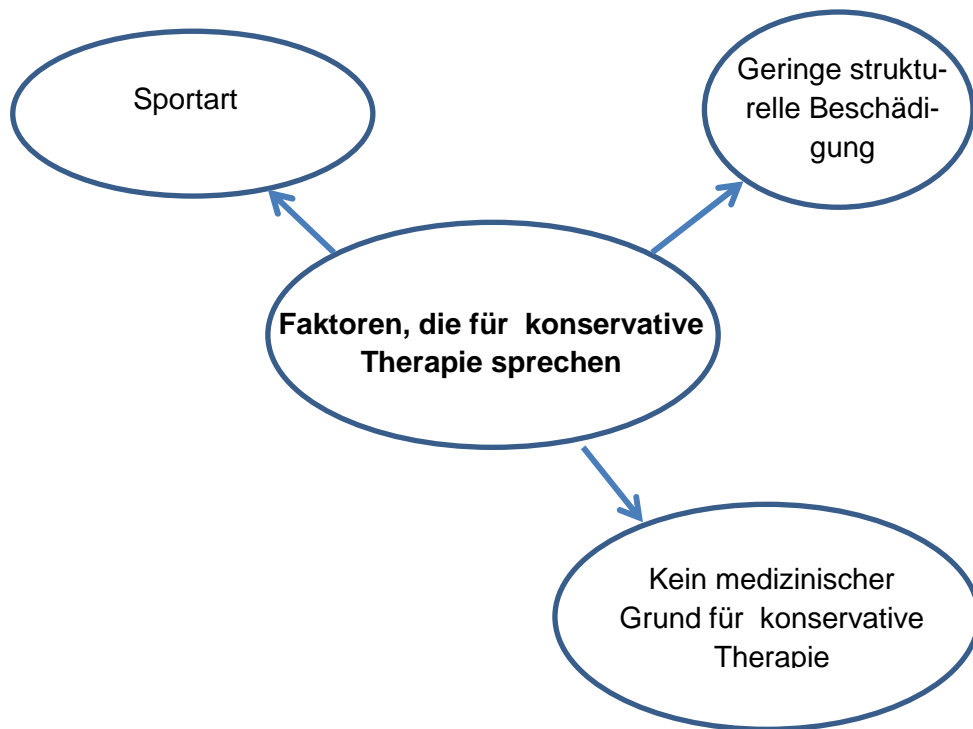 Sportart
Geringe struktu-
relle Beschädi-
gung
Faktoren, die für  konservative
Therapie sprechen
Kein medizinischer
Grund für  konservative
Therapie